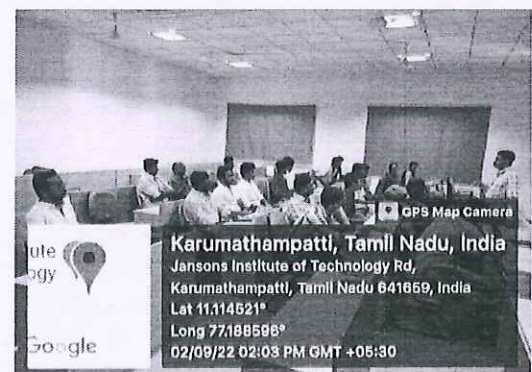 GPS Map Camera
Karumathampatti, Tamil Nadu, India
Jansons Institute of Technology Rd,
Karumathampatti, Tamil Nadu 641659, India
Lat 11.114521°
Long 77.188596°
02/09/22 02:03 PM GMT +05:30
ute
ogy
Google